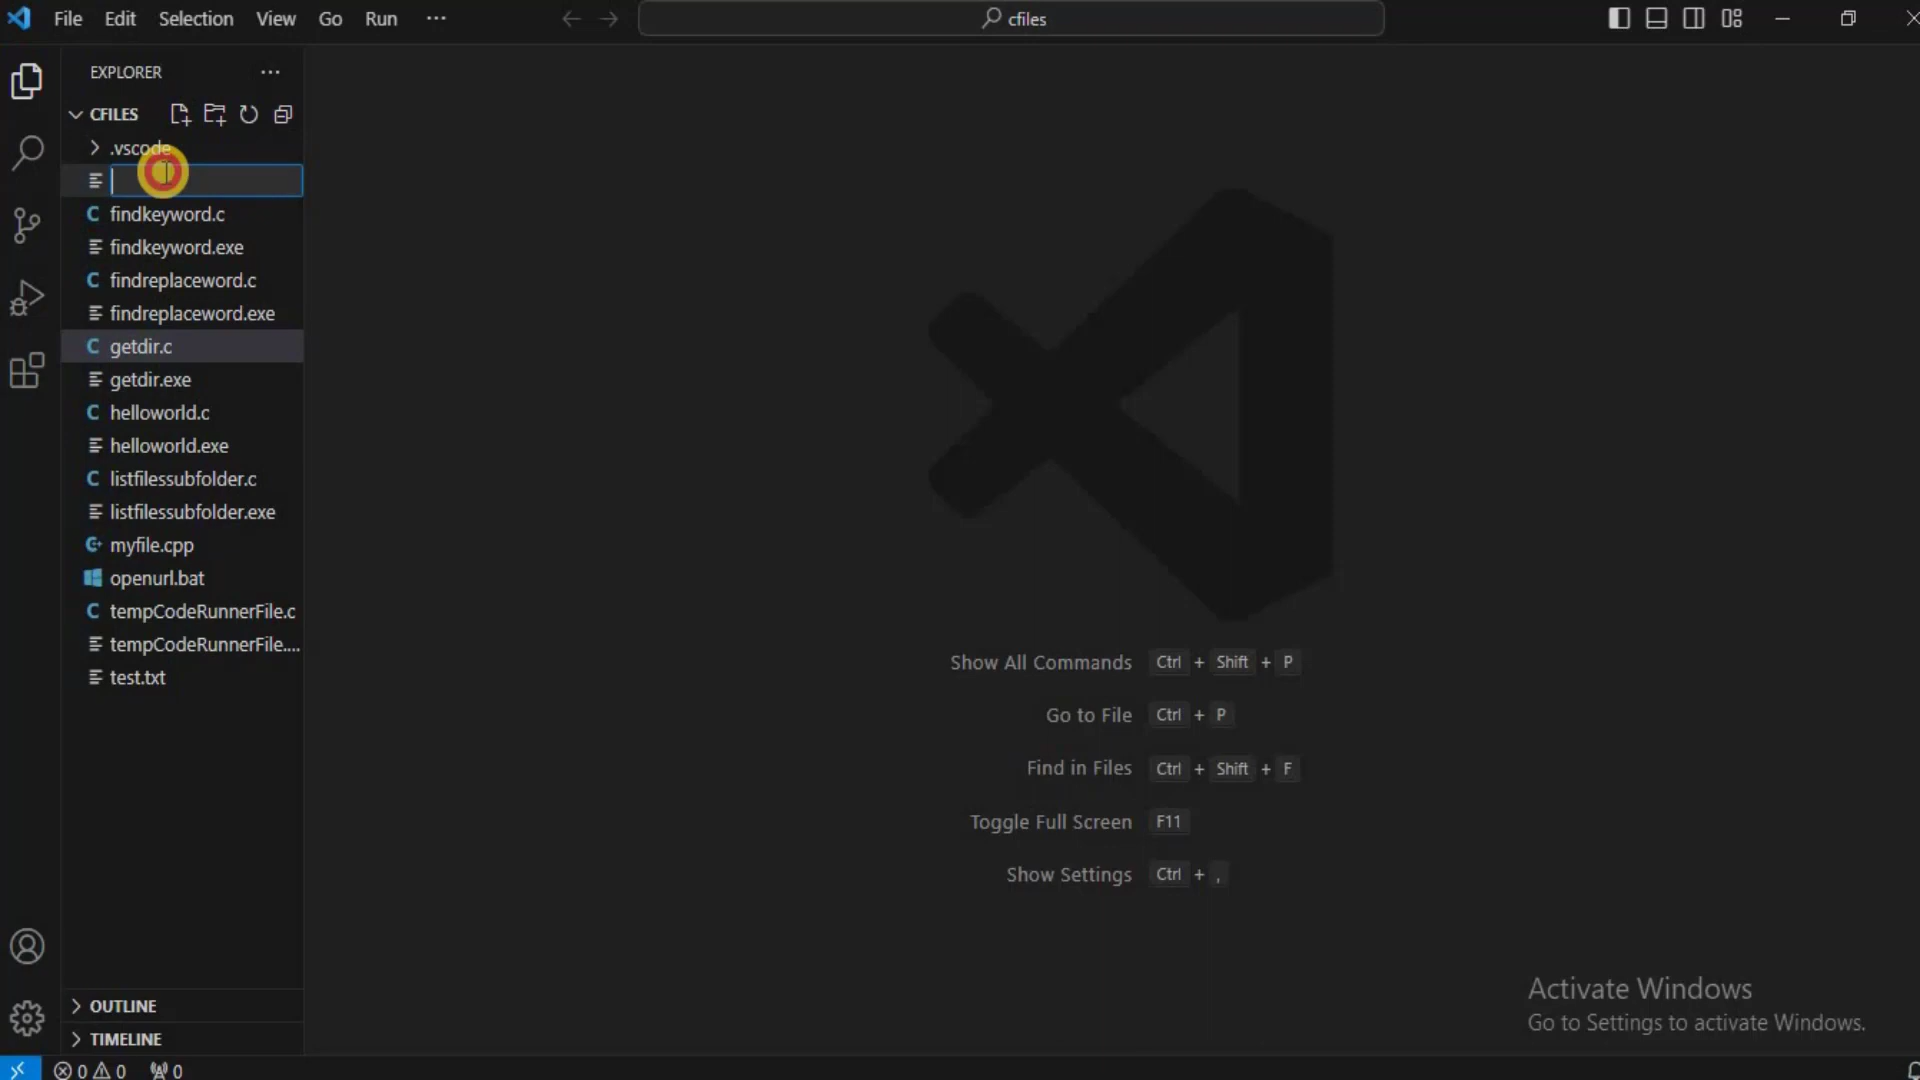 File Edit Selection View Go Run ···
cfiles
EXPLORER ···
CFILES
.vscode
findkeyword.c
findkeyword.exe
findreplaceword.c
findreplaceword.exe
getdir.c
getdir.exe
helloworld.c
helloworld.exe
listfilessubfolder.c
listfilessubfolder.exe
myfile.cpp
openurl.bat
tempCodeRunnerFile.c
tempCodeRunnerFile....
test.txt
Show All Commands Ctrl + Shift + P
Go to File Ctrl + P
Find in Files Ctrl + Shift + F
Toggle Full Screen F11
Show Settings Ctrl + ,
Activate Windows
Go to Settings to activate Windows.
OUTLINE
TIMELINE
0 0 0